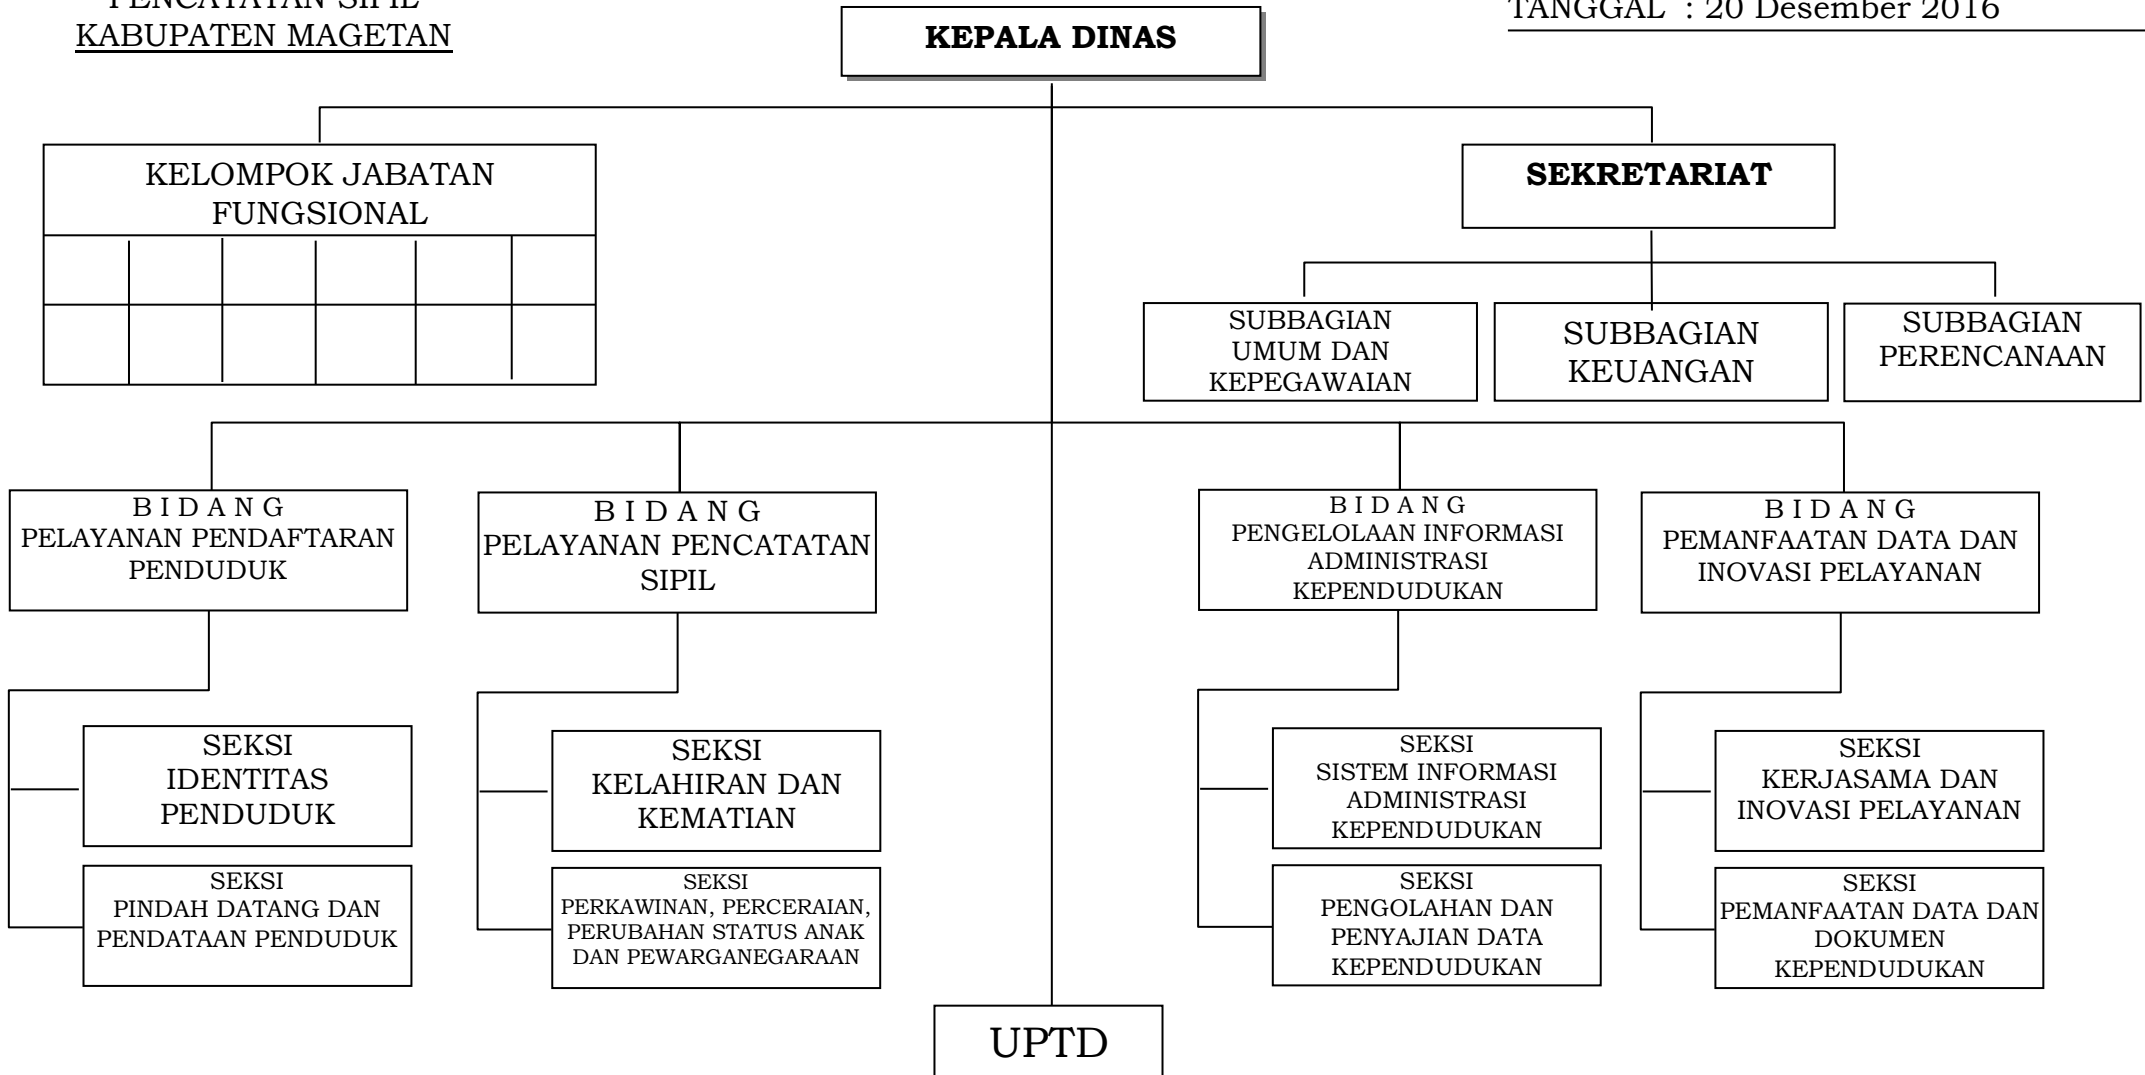 PENCATATAN SIPIL
KABUPATEN MAGETAN
TANGGAL : 20 Desember 2016
KEPALA DINAS
KELOMPOK JABATAN
FUNGSIONAL
SEKRETARIAT
SUBBAGIAN
UMUM DAN
KEPEGAWAIAN
SUBBAGIAN
KEUANGAN
SUBBAGIAN
PERENCANAAN
B I D A N G
PELAYANAN PENDAFTARAN
PENDUDUK
B I D A N G
PELAYANAN PENCATATAN
SIPIL
B I D A N G
PENGELOLAAN INFORMASI
ADMINISTRASI
KEPENDUDUKAN
B I D A N G
PEMANFAATAN DATA DAN
INOVASI PELAYANAN
SEKSI
IDENTITAS
PENDUDUK
SEKSI
KELAHIRAN DAN
KEMATIAN
SEKSI
SISTEM INFORMASI
ADMINISTRASI
KEPENDUDUKAN
SEKSI
KERJASAMA DAN
INOVASI PELAYANAN
SEKSI
PINDAH DATANG DAN
PENDATAAN PENDUDUK
SEKSI
PERKAWINAN, PERCERAIAN,
PERUBAHAN STATUS ANAK
DAN PEWARGANEGARAAN
SEKSI
PENGOLAHAN DAN
PENYAJIAN DATA
KEPENDUDUKAN
SEKSI
PEMANFAATAN DATA DAN
DOKUMEN
KEPENDUDUKAN
UPTD